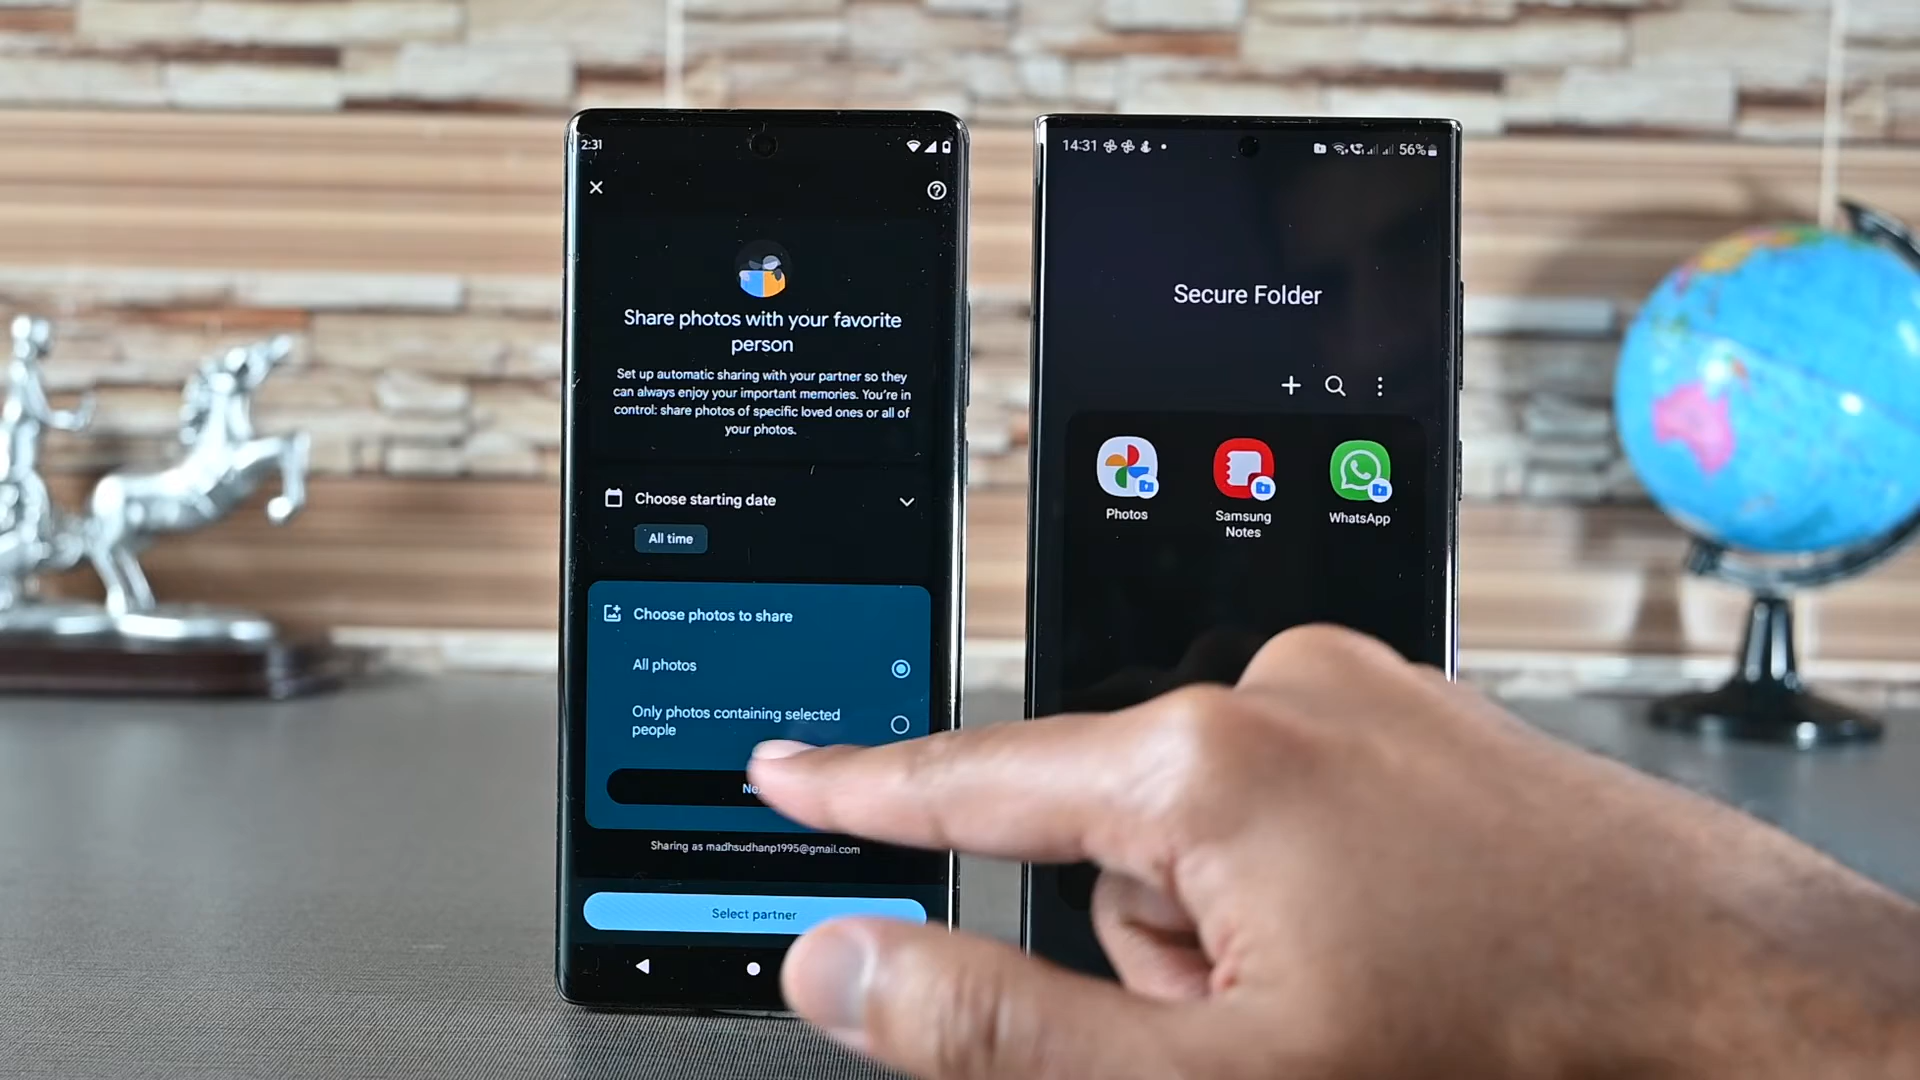 2:31
Share photos with your favorite
person
Set up automatic sharing with your partner so they
can always enjoy your important memories. You're in
control: share photos of specific loved ones or all of
your photos.
Choose starting date
All time
Choose photos to share
All photos
Only photos containing selected
people
Sharing as madhsudhanp1995@gmail.com
Select partner
14:31
56%
Secure Folder
Photos
Samsung
Notes
WhatsApp